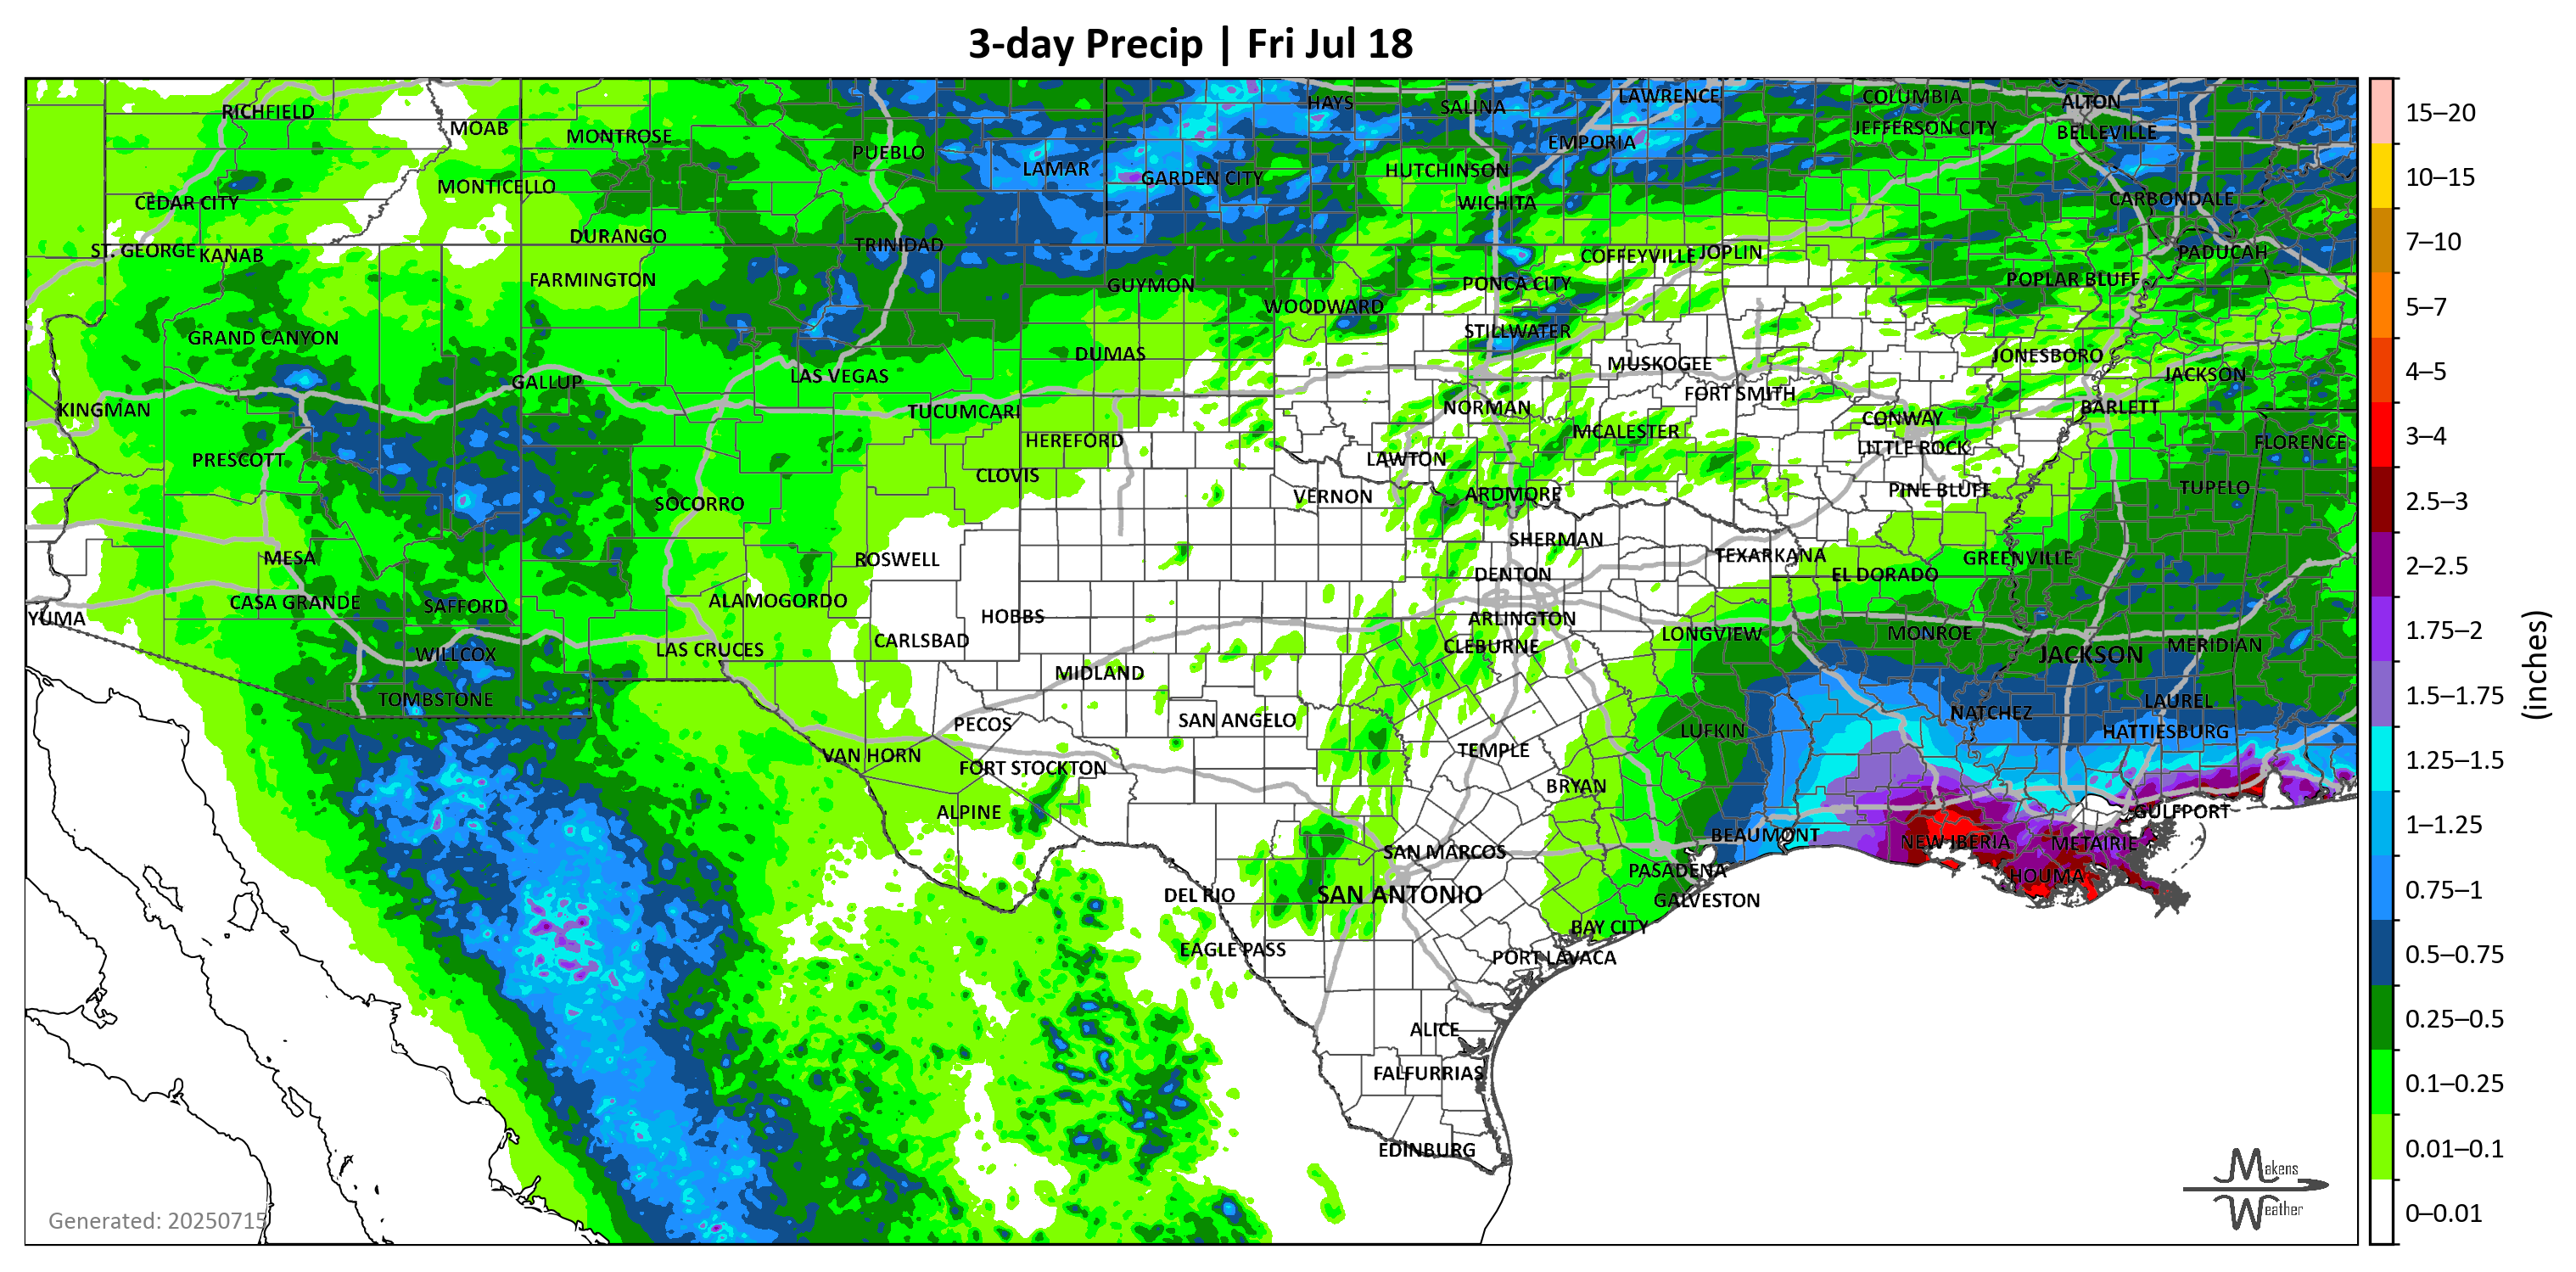 3-day Precip | Fri Jul 18
RICHFIELD
MOAB
MONTROSE
PUEBLO
LAMAR
GARDEN CITY
HAYS
SALINA
LAWRENCE
COLUMBIA
ALTON
JEFFERSON CITY
BELLEVILLE
EMPORIA
HUTCHINSON
MONTICELLO
CEDAR CITY
WICHITA
CARBONDALE
DURANGO
TRINIDAD
ST. GEORGE
KANAB
COFFEYVILLE
JOPLIN
PADUCAH
FARMINGTON
GUYMON
PONCA CITY
POPLAR BLUFF
WOODWARD
GRAND CANYON
STILLWATER
DUMAS
MUSKOGEE
JONESBORO
GALLUP
LAS VEGAS
FORT SMITH
JACKSON
KINGMAN
TUCUMCARI
NORMAN
CONWAY
BARLETT
HEREFORD
MCALESTER
LITTLE ROCK
FLORENCE
PRESCOTT
CLOVIS
LAWTON
SOCORRO
VERNON
ARDMORE
PINE BLUFF
TUPELO
MESA
ROSWELL
SHERMAN
TEXARKANA
GREENVILLE
DENTON
EL DORADO
CASA GRANDE
SAFFORD
ALAMOGORDO
YUMA
HOBBS
ARLINGTON
LONGVIEW
MONROE
WILLCOX
LAS CRUCES
CARLSBAD
CLEBURNE
JACKSON
MERIDIAN
TOMBSTONE
MIDLAND
PECOS
SAN ANGELO
LUFKIN
NATCHEZ
LAUREL
HATTIESBURG
VAN HORN
FORT STOCKTON
TEMPLE
BRYAN
ALPINE
GULFPORT
BEAUMONT
NEW IBERIA
METAIRIE
SAN MARCOS
PASADENA
HOUMA
DEL RIO
SAN ANTONIO
GALVESTON
BAY CITY
EAGLE PASS
PORT LAVACA
ALICE
FALFURRIAS
EDINBURG
Generated: 20250715
Makens
Weather
15–20
10–15
7–10
5–7
4–5
3–4
2.5–3
2–2.5
1.75–2
1.5–1.75
1.25–1.5
1–1.25
0.75–1
0.5–0.75
0.25–0.5
0.1–0.25
0.01–0.1
0–0.01
(inches)